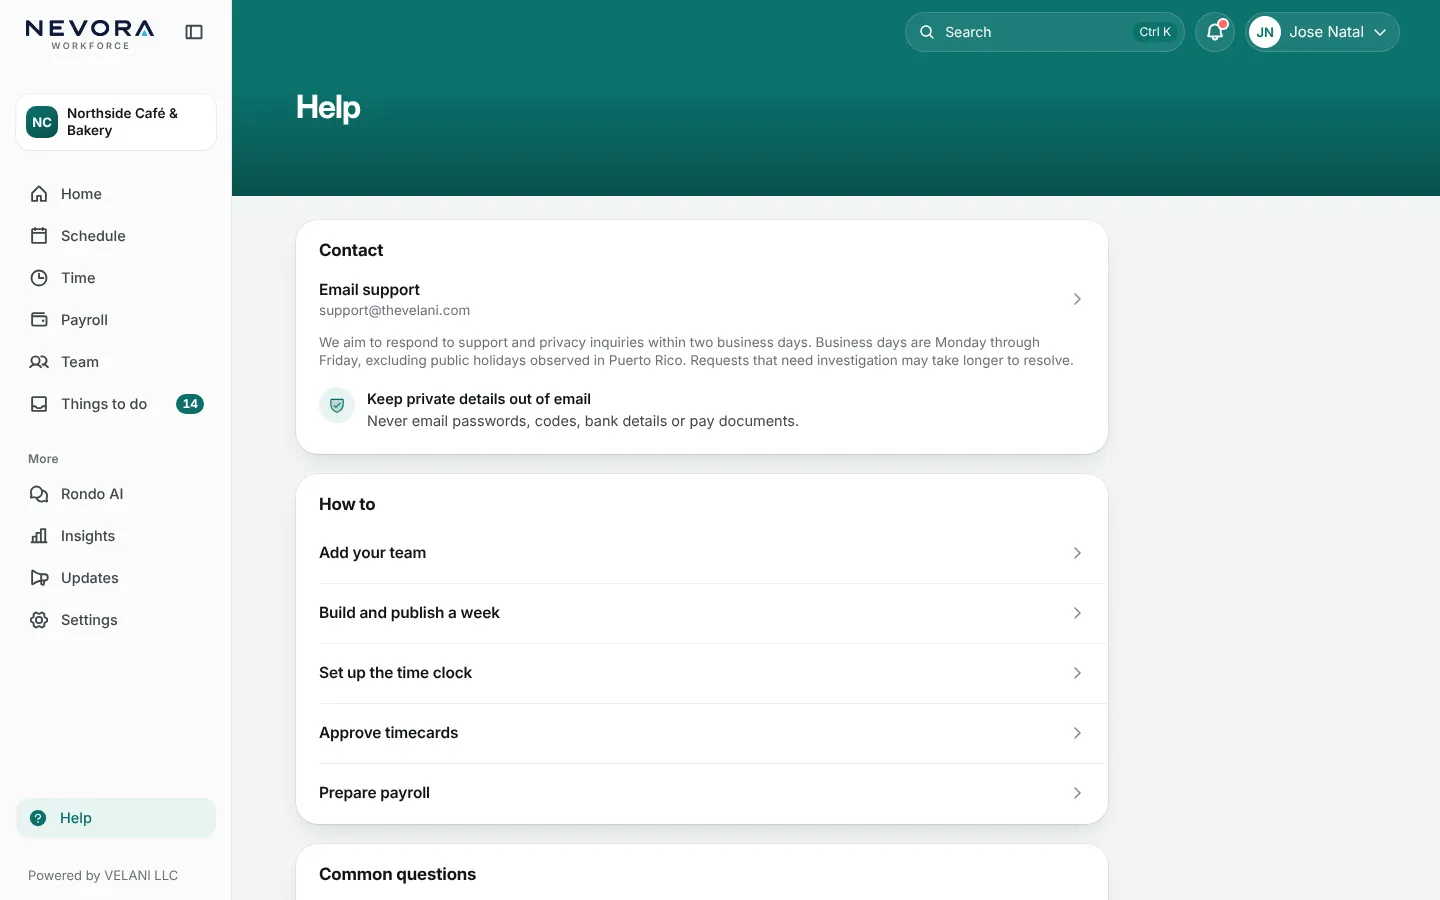 NEVORA
WORKFORCE
Search
Ctrl K
JN
Jose Natal
Northside Café &
Bakery
NC
Home
Schedule
Time
Payroll
Team
Things to do
14
More
Rondo AI
Insights
Updates
Settings
Help
Powered by VELANI LLC
Help
Contact
Email support
support@thevelani.com
We aim to respond to support and privacy inquiries within two business days. Business days are Monday through
Friday, excluding public holidays observed in Puerto Rico. Requests that need investigation may take longer to resolve.
Keep private details out of email
Never email passwords, codes, bank details or pay documents.
How to
Add your team
Build and publish a week
Set up the time clock
Approve timecards
Prepare payroll
Common questions